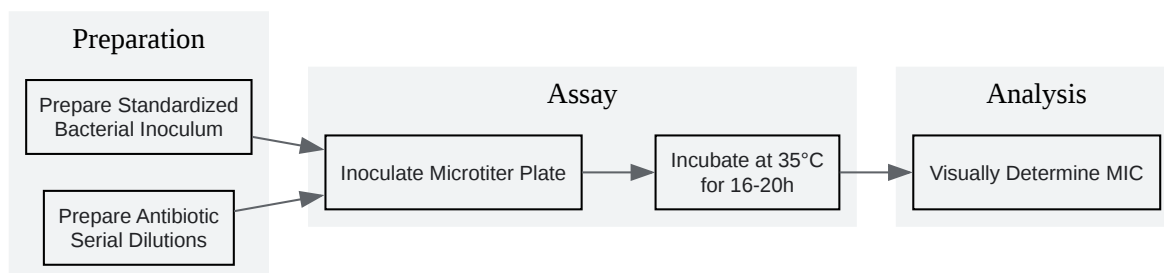 Preparation
Prepare Standardized
Bacterial Inoculum
Prepare Antibiotic
Serial Dilutions
Assay
Inoculate Microtiter Plate
Incubate at 35°C
for 16-20h
Analysis
Visually Determine MIC